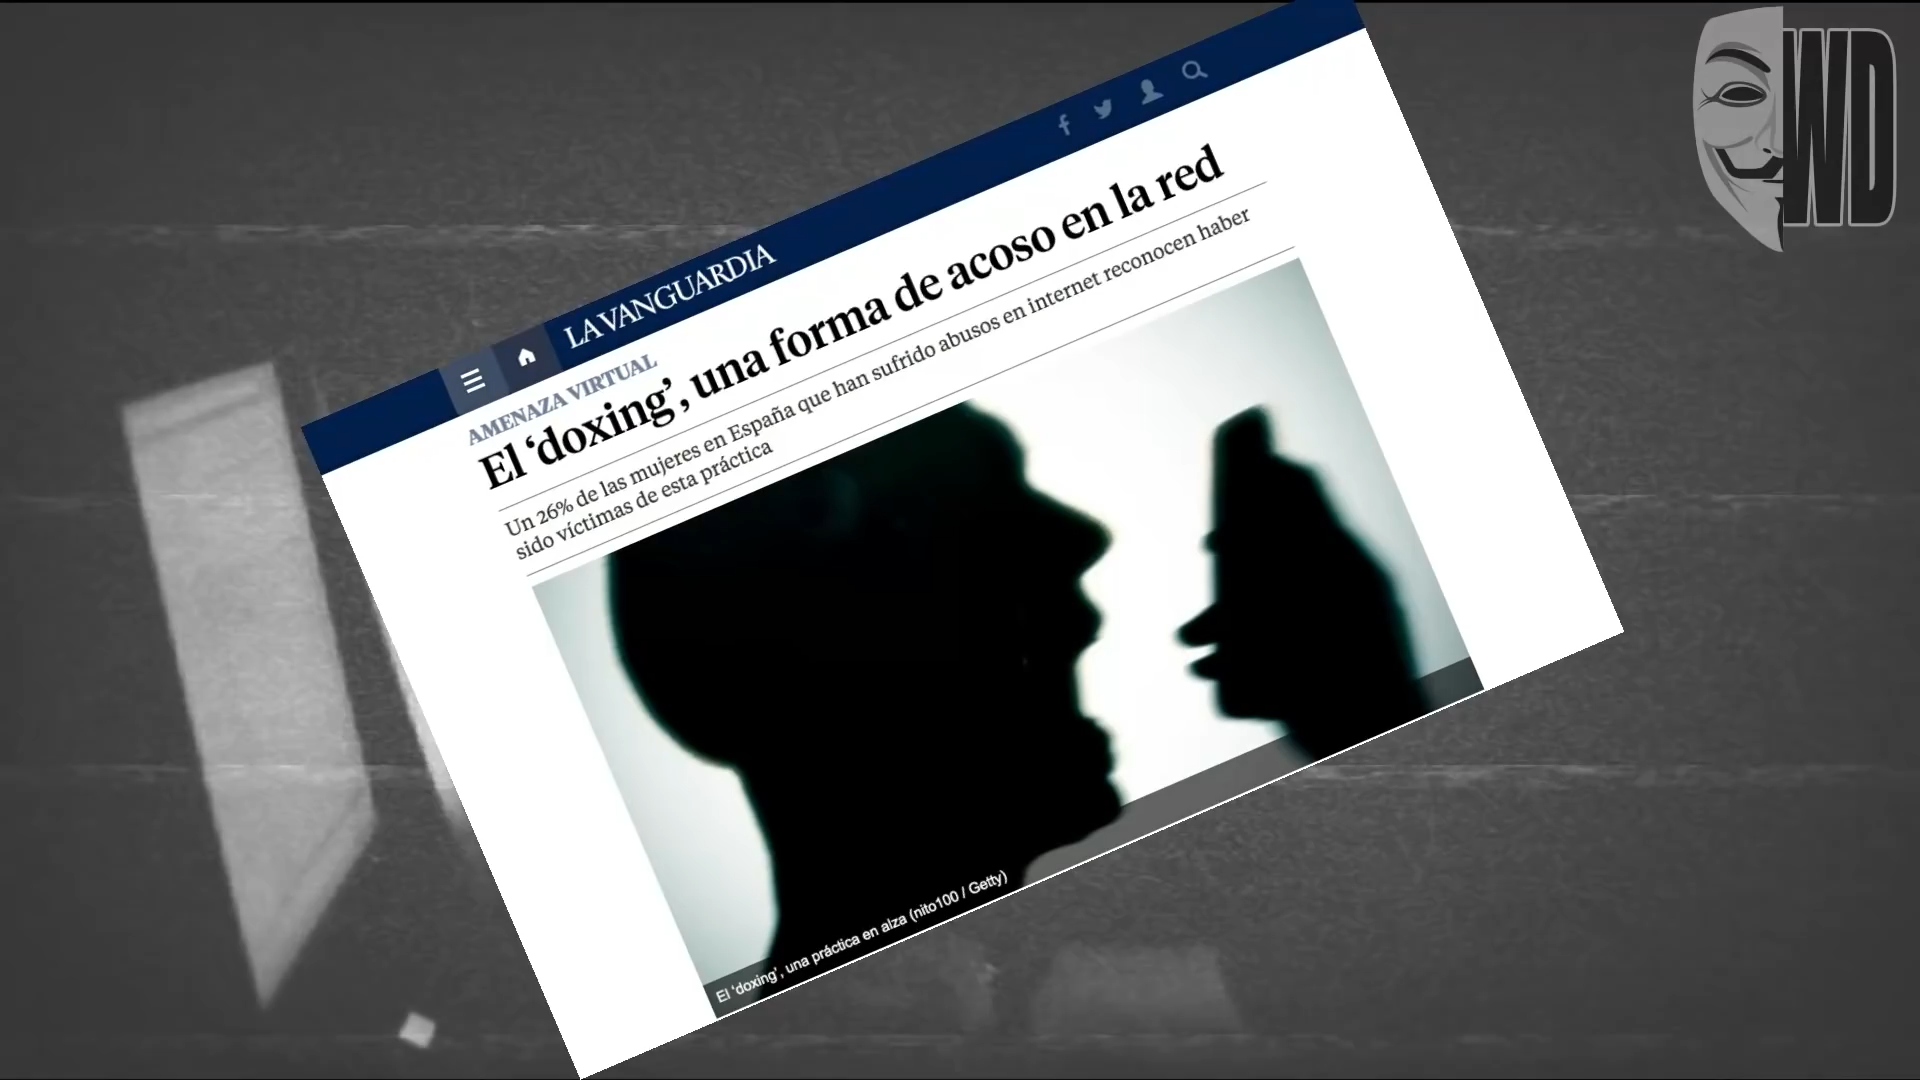 WD
LA VANGUARDIA
AMENAZA VIRTUAL
El ‘doxing’, una forma de acoso en la red
Un 26% de las mujeres en España que han sufrido abusos en internet reconocen haber
sido víctimas de esta práctica
El ‘doxing’, una práctica en alza (nito100 / Getty)